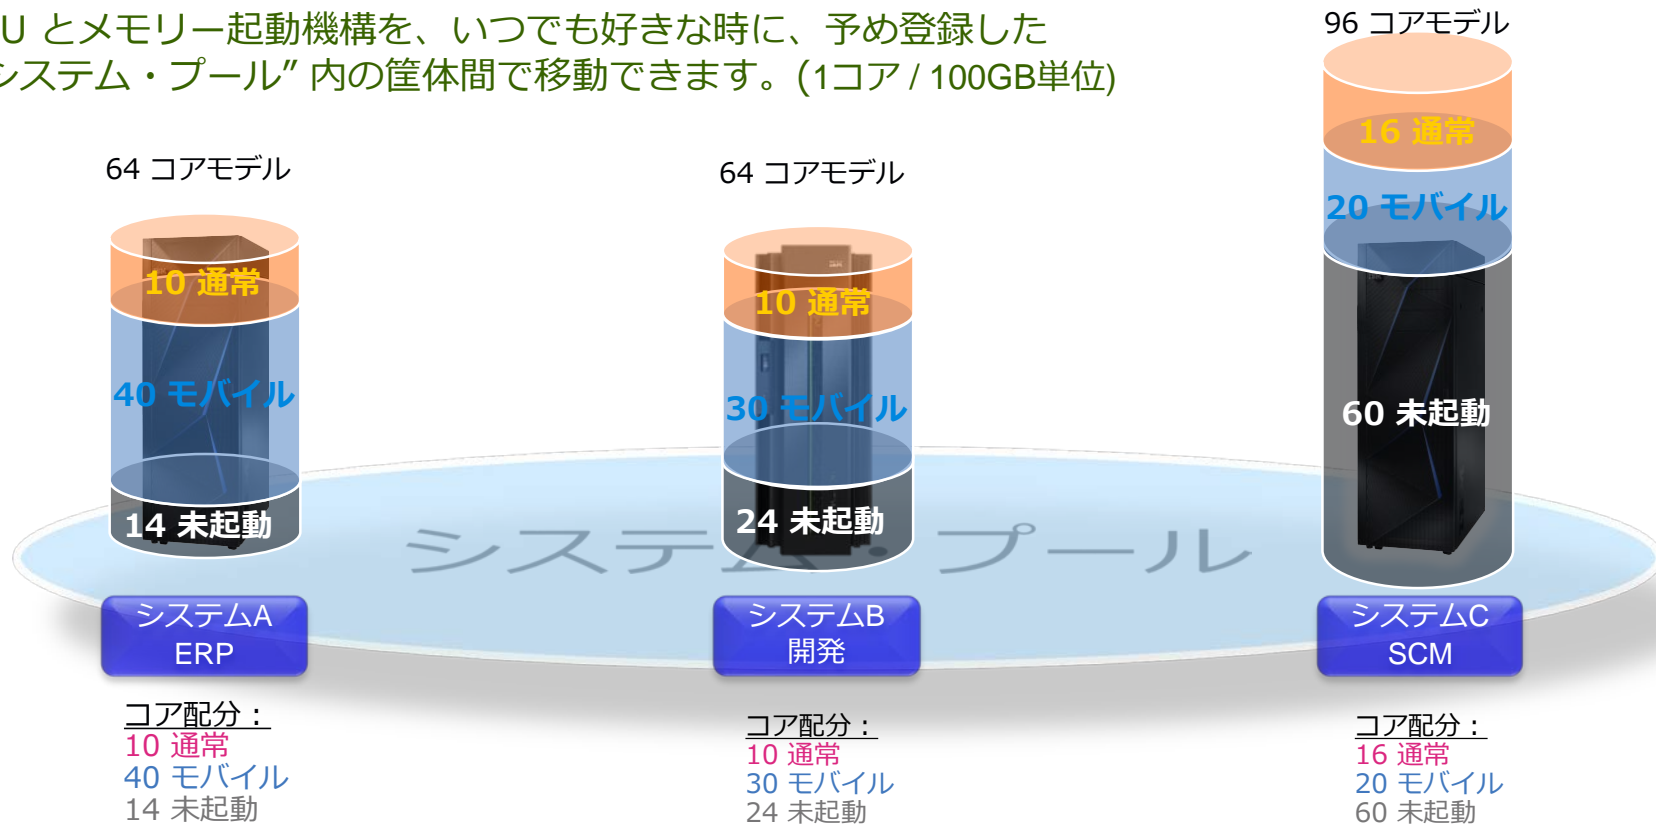 U とメモリー起動機構を、いつでも好きな時に、予め登録した
システム・プール” 内の筐体間で移動できます。(1コア / 100GB単位)
96 コアモデル
64 コアモデル
64 コアモデル
16 通常
20 モバイル
60 未起動
10 通常
40 モバイル
14 未起動
10 通常
30 モバイル
24 未起動
システム・プール
システムA
ERP
システムB
開発
システムC
SCM
コア配分：
10 通常
40 モバイル
14 未起動
コア配分：
10 通常
30 モバイル
24 未起動
コア配分：
16 通常
20 モバイル
60 未起動